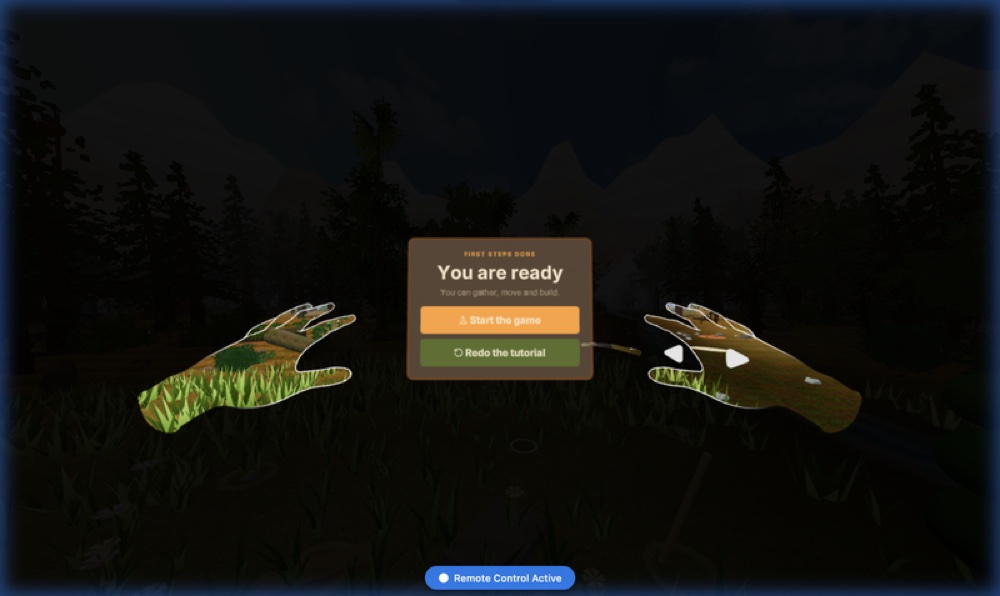 FIRST STEPS DONE
You are ready
You can gather, move and build.
Start the game
Redo the tutorial
Remote Control Active